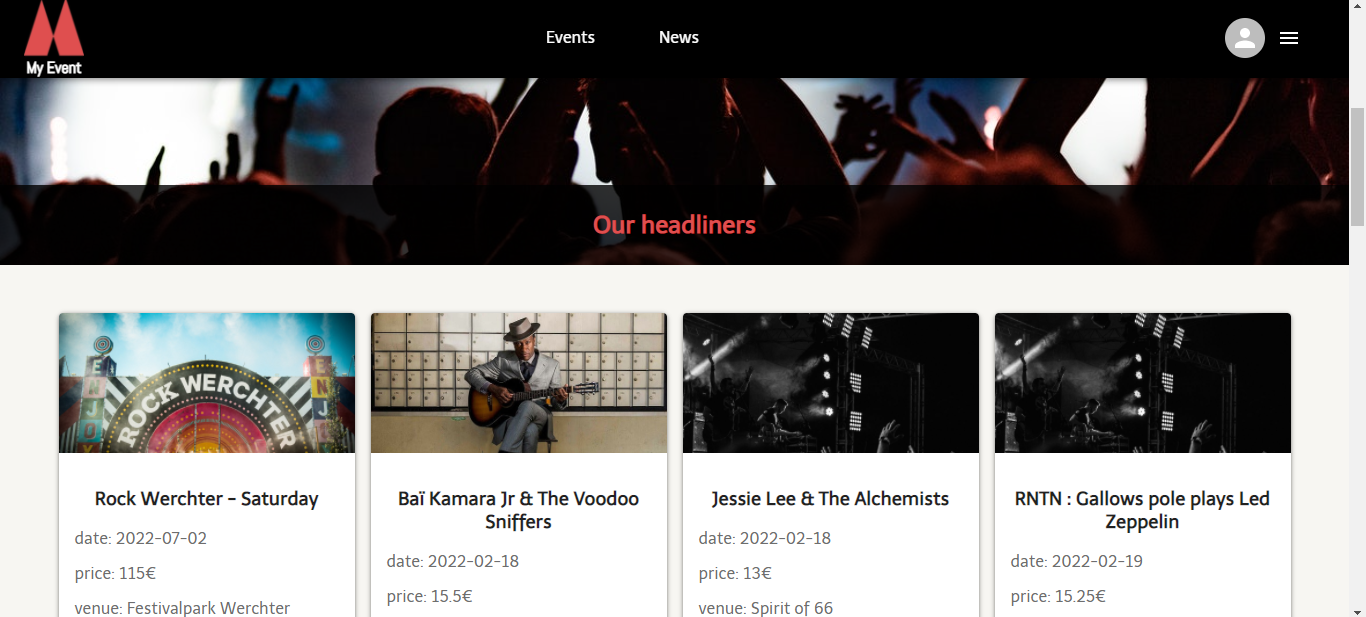 My Event
Events
News
Our headliners
ENJOY
ROCK WERCHTER
ENJ
Rock Werchter - Saturday
date: 2022-07-02
price: 115€
venue: Festivalpark Werchter
Baï Kamara Jr & The Voodoo
Sniffers
date: 2022-02-18
price: 15.5€
Jessie Lee & The Alchemists
date: 2022-02-18
price: 13€
venue: Spirit of 66
RNTN : Gallows pole plays Led
Zeppelin
date: 2022-02-19
price: 15.25€